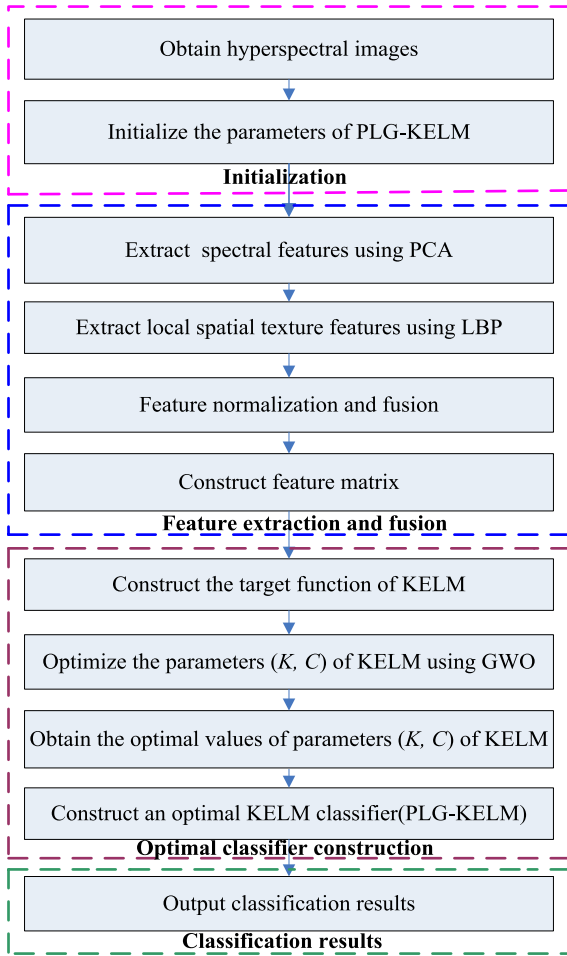 Obtain hyperspectral images
Initialize the parameters of PLG-KELM
Initialization
Extract spectral features using PCA
Extract local spatial texture features using LBP
Feature normalization and fusion
Construct feature matrix
Feature extraction and fusion
Construct the target function of KELM
Optimize the parameters (K, C) of KELM using GWO
Obtain the optimal values of parameters (K, C) of KELM
Construct an optimal KELM classifier(PLG-KELM)
Optimal classifier construction
Output classification results
Classification results